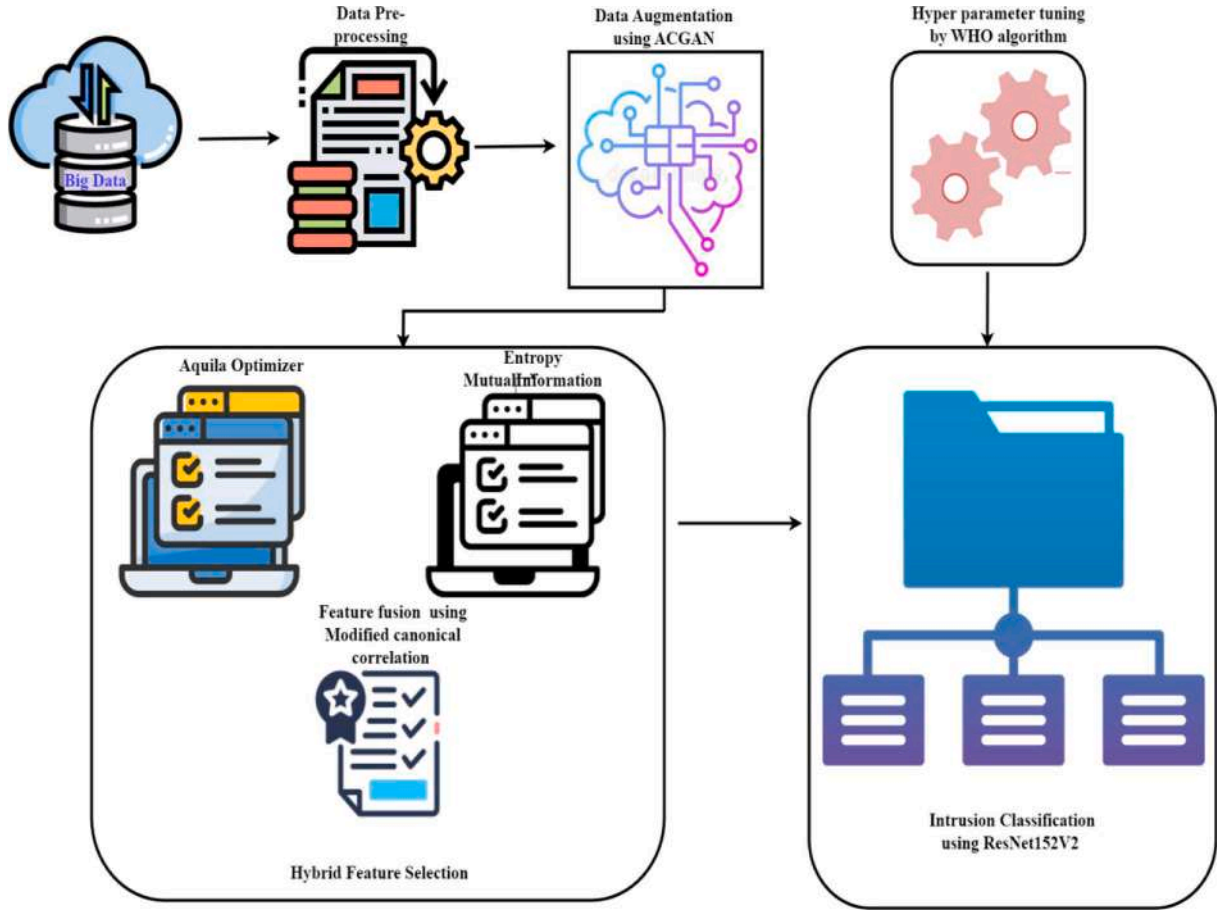 Data Pre-
processing
Data Augmentation
using ACGAN
Hyper parameter tuning
by WHO algorithm
Big Data
Aquila Optimizer
Entropy
MutualInformation
Feature fusion using
Modified canonical
correlation
Hybrid Feature Selection
Intrusion Classification
using ResNet152V2